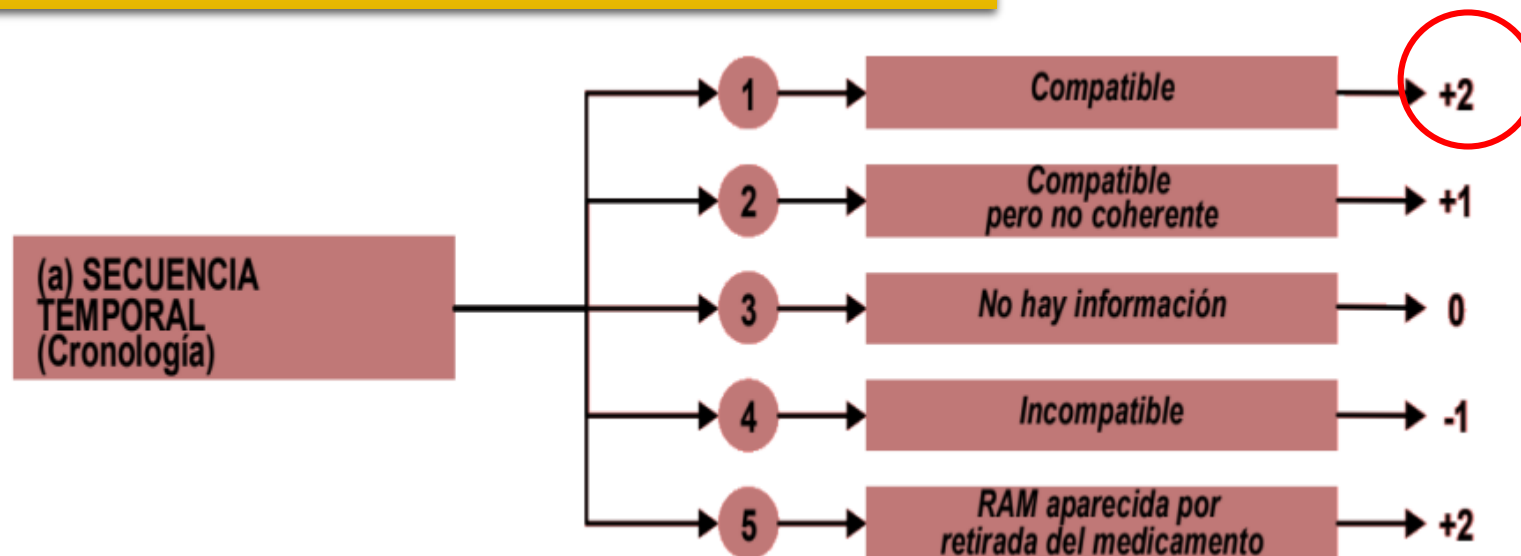 1
Compatible
+2
2
Compatible
pero no coherente
+1
(a) SECUENCIA
TEMPORAL
(Cronología)
3
No hay información
0
4
Incompatible
-1
5
RAM aparecida por
retirada del medicamento
+2